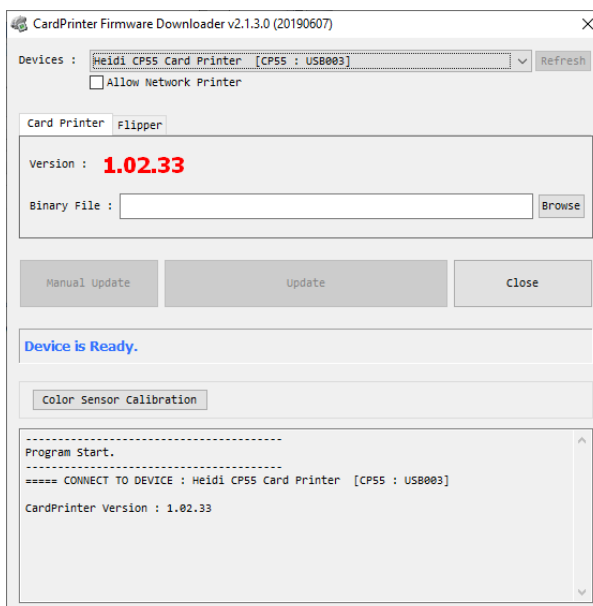 CardPrinter Firmware Downloader v2.1.3.0 (20190607)
Devices : Heidi CP55 Card Printer [CP55 : USB003] Refresh
Allow Network Printer
Card Printer Flipper
Version : 1.02.33
Binary File : Browse
Manual Update Update Close
Device is Ready.
Color Sensor Calibration
----------------------------------------
Program Start.
----------------------------------------
===== CONNECT TO DEVICE : Heidi CP55 Card Printer [CP55 : USB003]
CardPrinter Version : 1.02.33